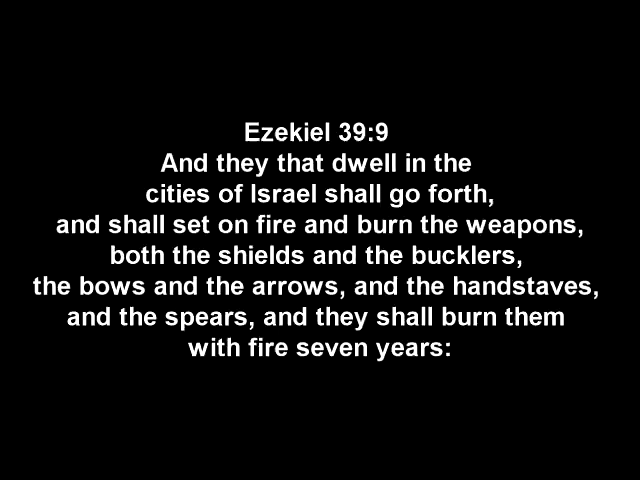 Ezekiel 39:9
And they that dwell in the
cities of Israel shall go forth,
and shall set on fire and burn the weapons,
both the shields and the bucklers,
the bows and the arrows, and the handstaves,
and the spears, and they shall burn them
with fire seven years: